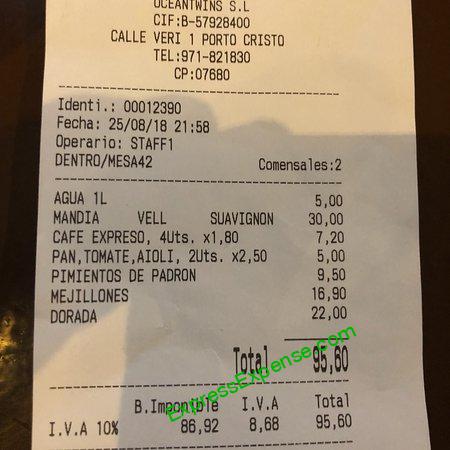 OCEANTWINS S.L
CIF:B-57928400
CALLE VERI 1 PORTO CRISTO
TEL:971-821830
CP:07680
Identi.: 00012390
Fecha: 25/08/18 21:58
Operario: STAFF1
DENTRO/MESA42 Comensales:2
AGUA 1L 5,00
MANDIA VELL SUAVIGNON 30,00
CAFE EXPRESO, 4Uts. x1,80 7,20
PAN,TOMATE,AIOLI, 2Uts. x2,50 5,00
PIMIENTOS DE PADRON 9,50
MEJILLONES 16,90
DORADA 22,00
Total 95,60
ExpressExpense.com
B.Imponible I.V.A Total
I.V.A 10% 86,92 8,68 95,60